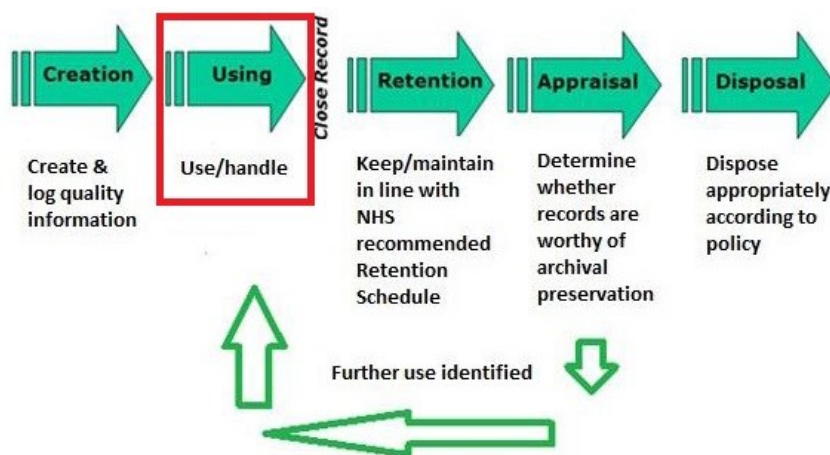 Creation
Using
Close Record
Retention
Appraisal
Disposal
Create &
log quality
information
Use/handle
Keep/maintain
in line with
NHS
recommended
Retention
Schedule
Determine
whether
records are
worthy of
archival
preservation
Dispose
appropriately
according to
policy
Further use identified